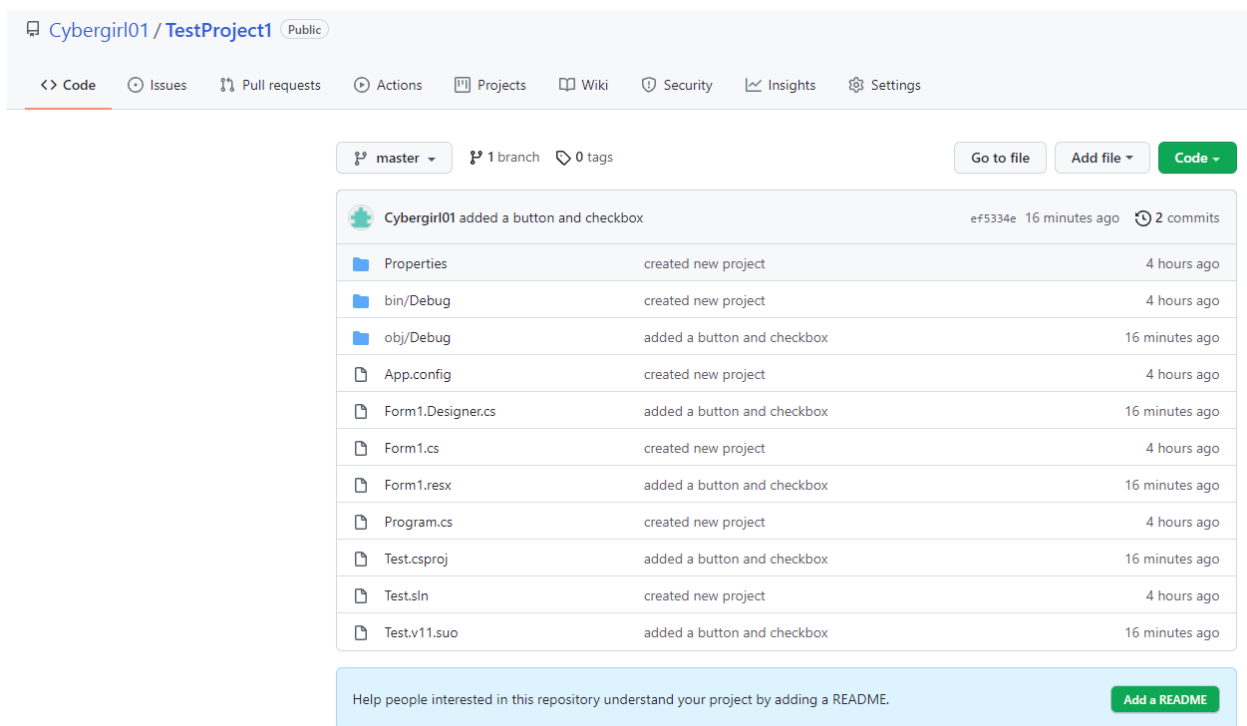 Cybergirl01 / TestProject1 Public
<> Code Issues Pull requests Actions Projects Wiki Security Insights Settings
master 1 branch 0 tags Go to file Add file Code
Cybergirl01 added a button and checkbox ef5334e 16 minutes ago 2 commits
Properties created new project 4 hours ago
bin/Debug created new project 4 hours ago
obj/Debug added a button and checkbox 16 minutes ago
App.config created new project 4 hours ago
Form1.Designer.cs added a button and checkbox 16 minutes ago
Form1.cs created new project 4 hours ago
Form1.resx added a button and checkbox 16 minutes ago
Program.cs created new project 4 hours ago
Test.csproj added a button and checkbox 16 minutes ago
Test.sln created new project 4 hours ago
Test.v11.suo added a button and checkbox 16 minutes ago
Help people interested in this repository understand your project by adding a README. Add a README